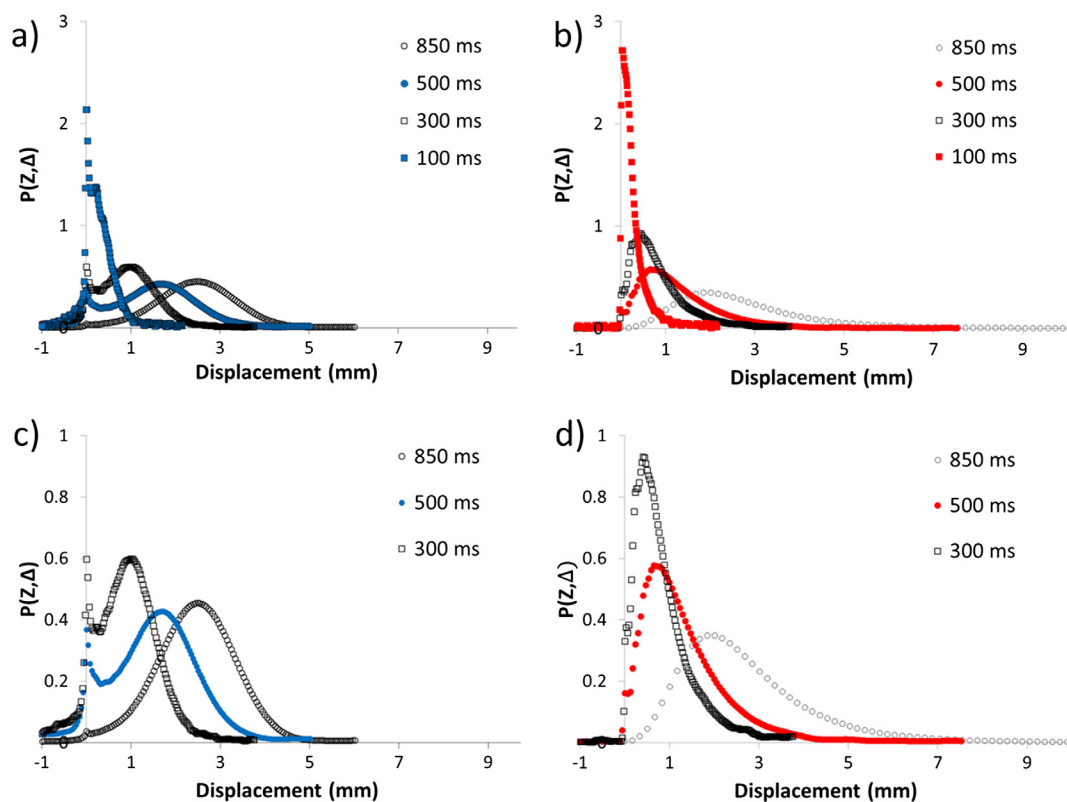 a)
3
2
1
0
P(Z,Δ)
-1
1
3
5
7
9
Displacement (mm)
850 ms
500 ms
300 ms
100 ms
b)
3
2
1
0
P(Z,Δ)
-1
1
3
5
7
9
Displacement (mm)
850 ms
500 ms
300 ms
100 ms
c)
1
0.8
0.6
0.4
0.2
0
P(Z,Δ)
-1
1
3
5
7
9
Displacement (mm)
850 ms
500 ms
300 ms
d)
1
0.8
0.6
0.4
0.2
0
P(Z,Δ)
-1
1
3
5
7
9
Displacement (mm)
850 ms
500 ms
300 ms